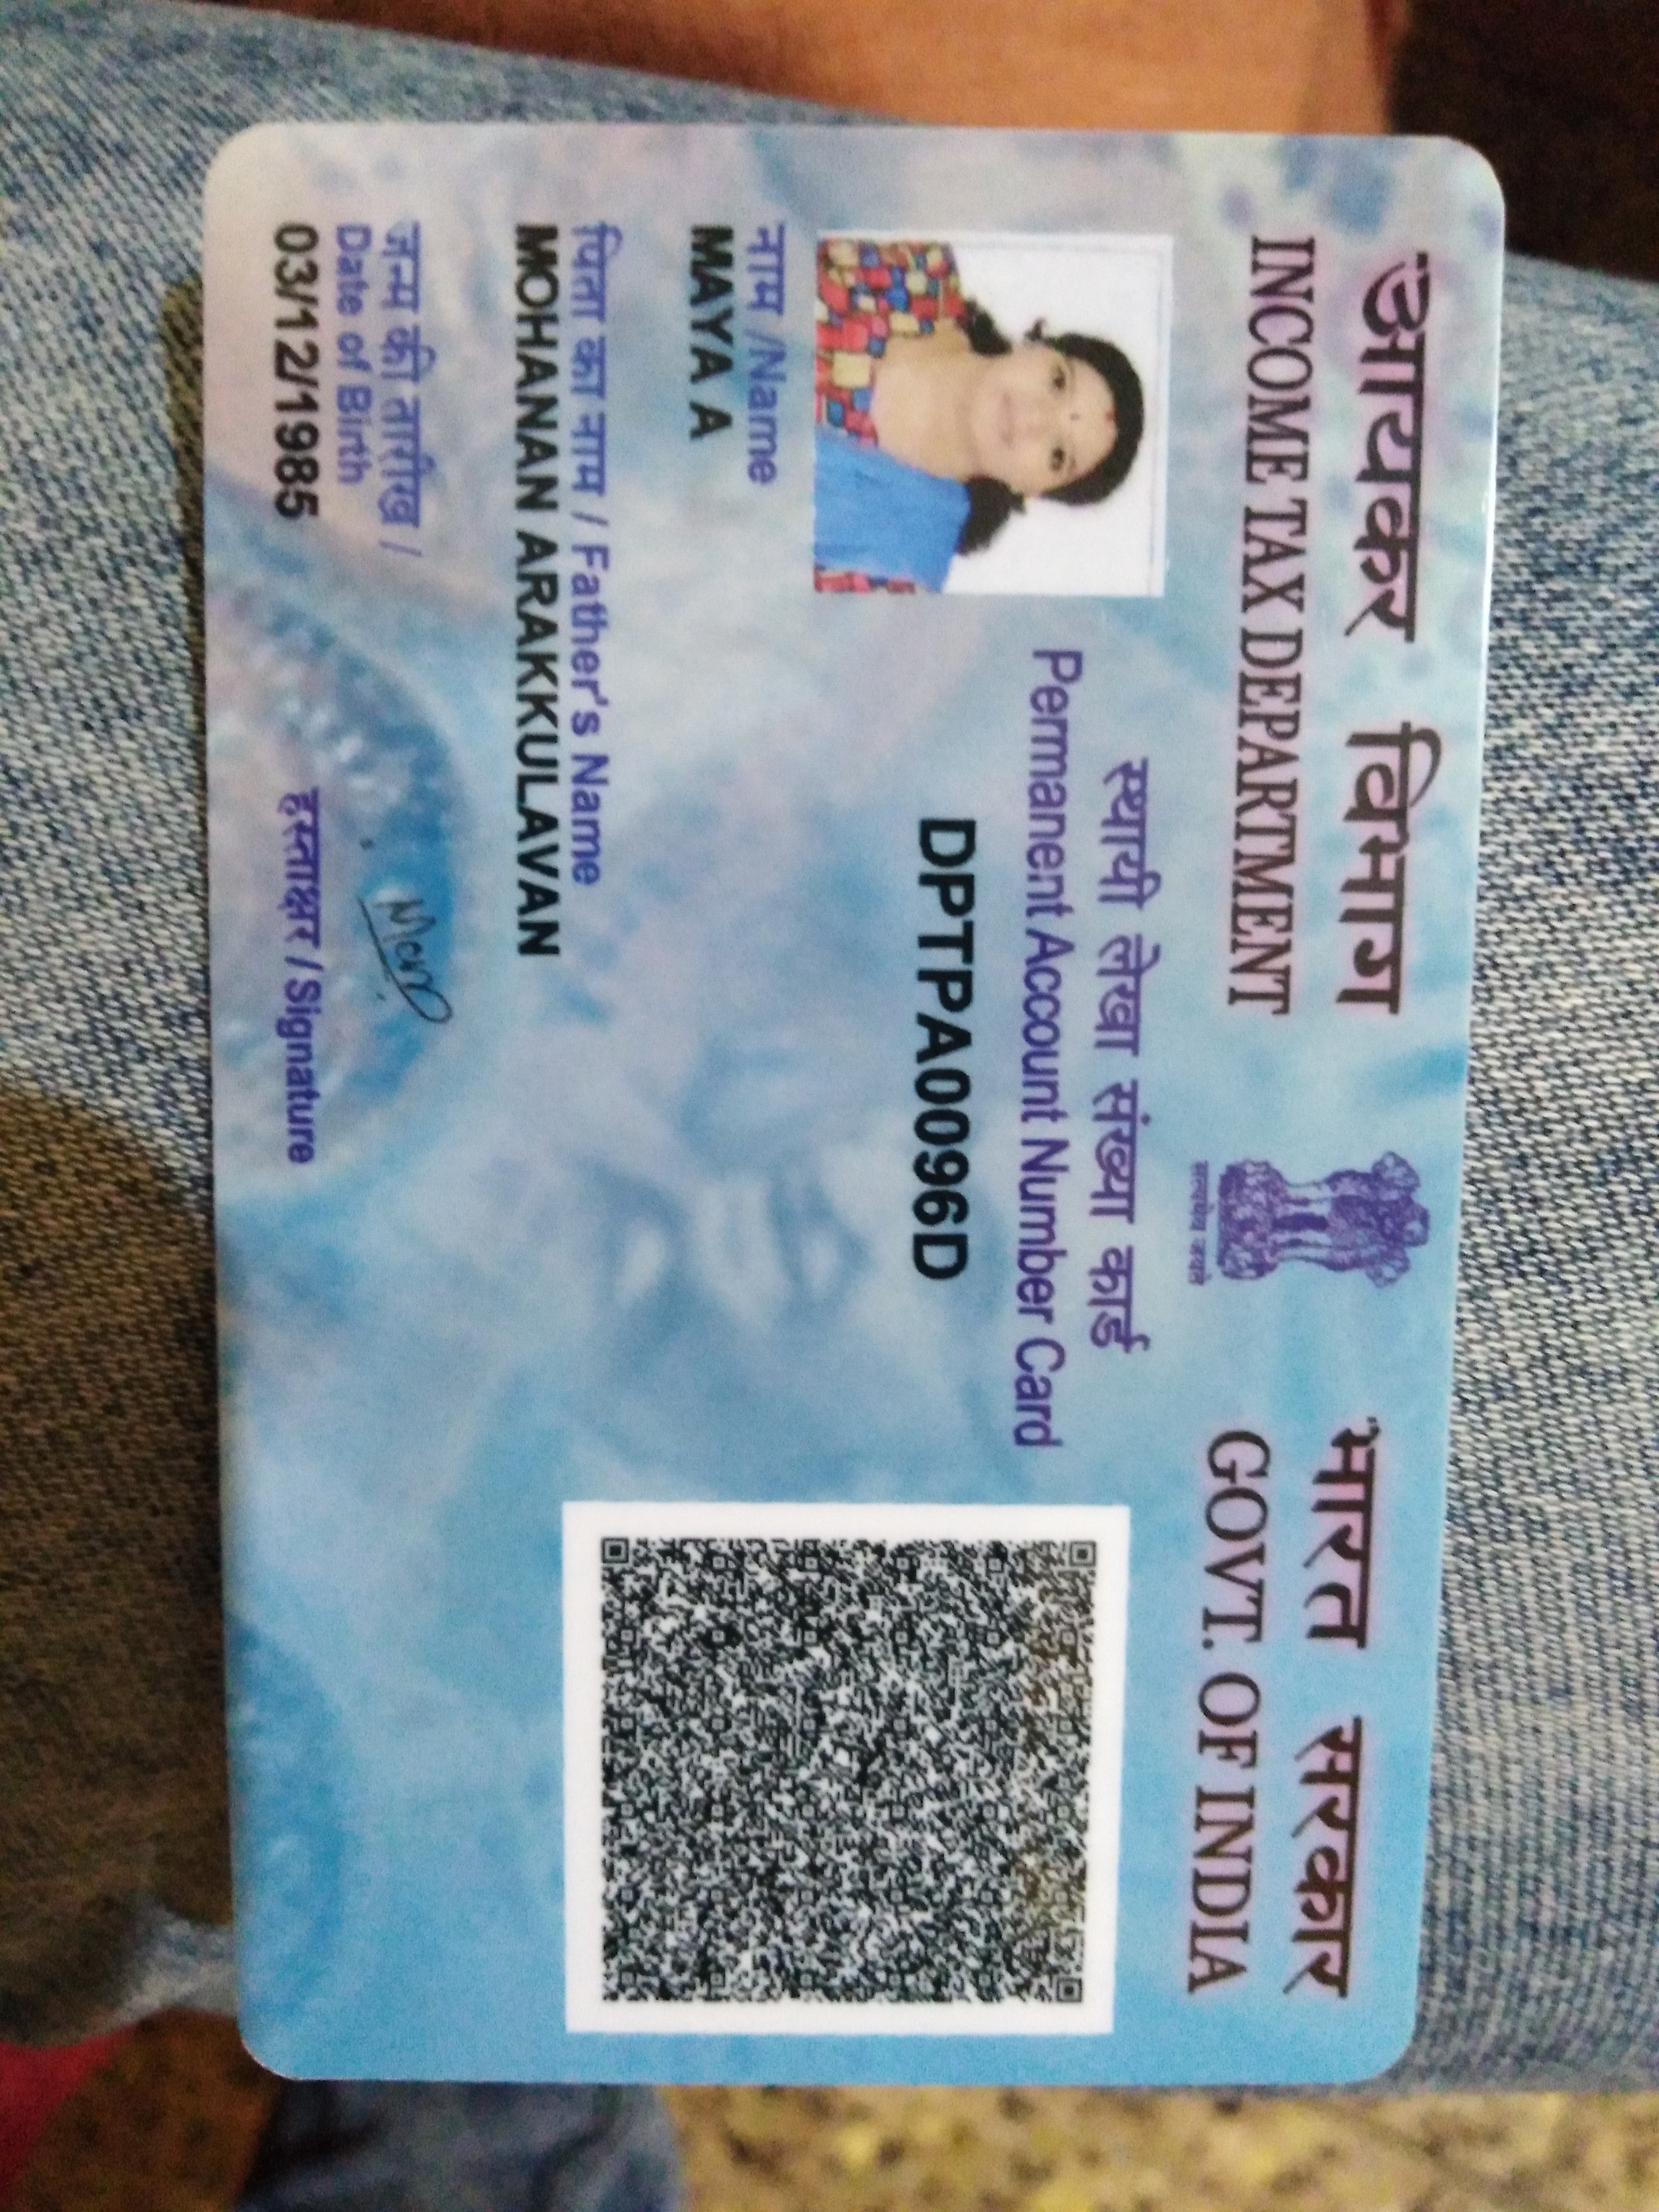 आयकर विभाग
INCOME TAX DEPARTMENT
सत्यमेव जयते
भारत सरकार
GOVT. OF INDIA
स्थायी लेखा संख्या कार्ड
Permanent Account Number Card
DPTPA0096D
नाम /Name
MAYA A
पिता का नाम / Father's Name
MOHANAN ARAKKULAVAN
जन्म की तारीख /
Date of Birth
03/12/1985
हस्ताक्षर / Signature